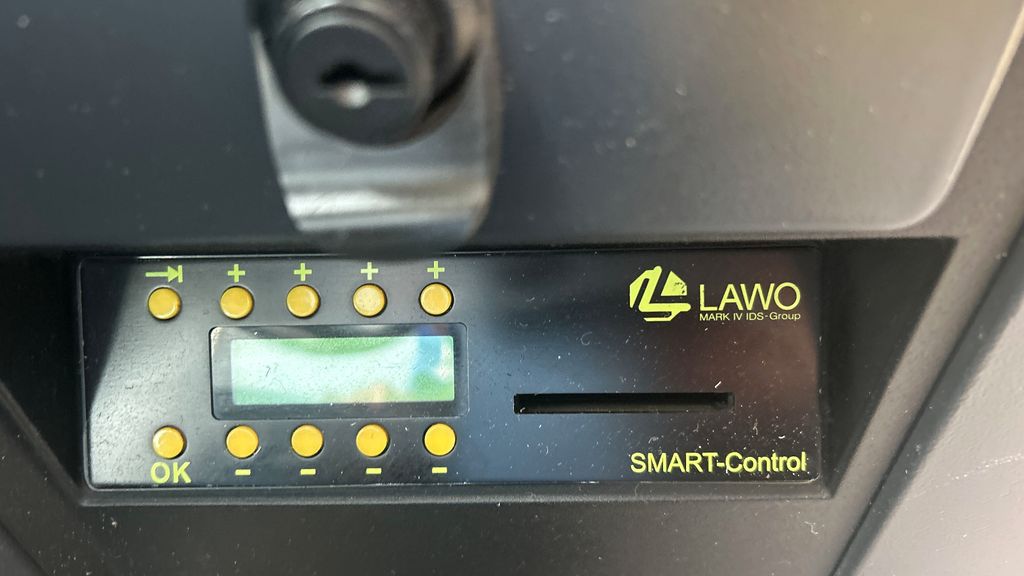 + + + +
LAWO
MARK IV IDS-Group
OK - - - -
SMART-Control